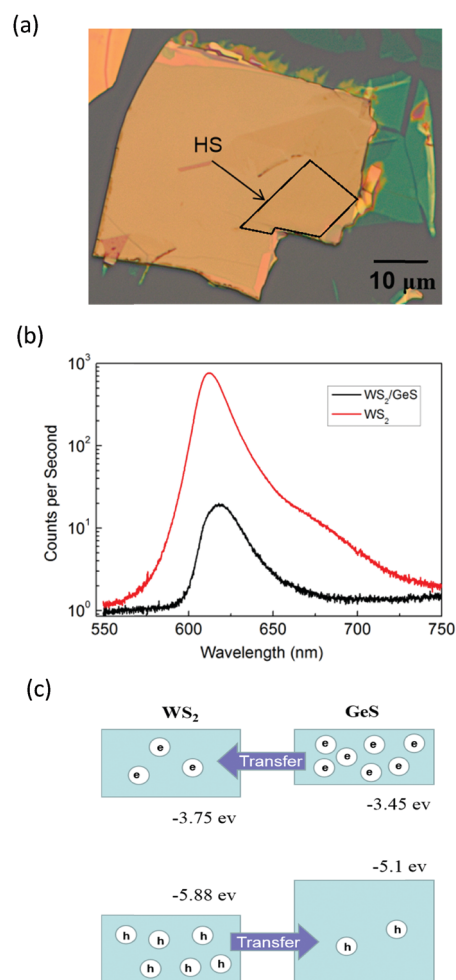 (a)
HS
10 μm
(b)
10³
10²
10¹
10⁰
Counts per Second
WS₂/GeS
WS₂
550 600 650 700 750
Wavelength (nm)
(c)
WS₂ GeS
e e e e e e e e e e
Transfer
-3.75 ev -3.45 ev
-5.88 ev -5.1 ev
h h h h h h h h
Transfer